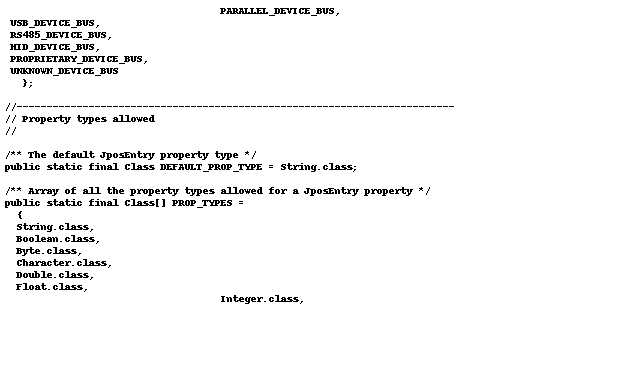 PARALLEL_DEVICE_BUS,
USB_DEVICE_BUS,
RS485_DEVICE_BUS,
HID_DEVICE_BUS,
PROPRIETARY_DEVICE_BUS,
UNKNOWN_DEVICE_BUS
};
//-------------------------------------------------------------------------
// Property types allowed
//
/** The default JposEntry property type */
public static final Class DEFAULT_PROP_TYPE = String.class;
/** Array of all the property types allowed for a JposEntry property */
public static final Class[] PROP_TYPES =
{
String.class,
Boolean.class,
Byte.class,
Character.class,
Double.class,
Float.class,
Integer.class,